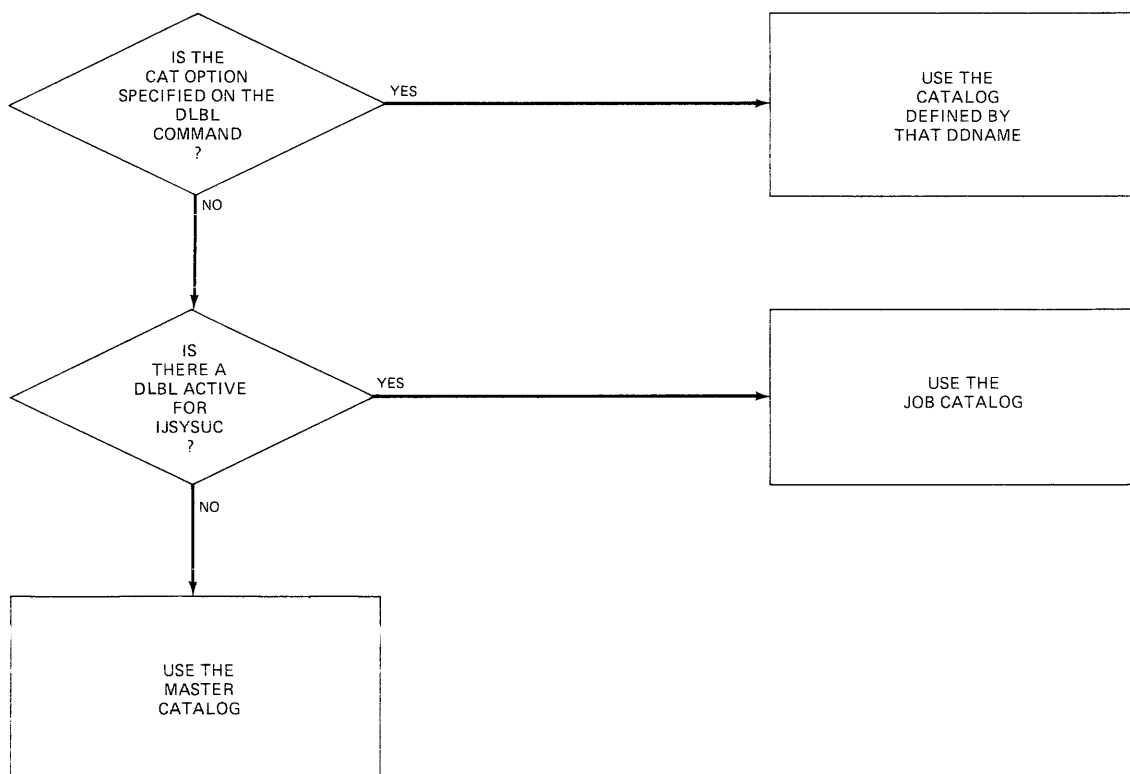 IS THE
CAT OPTION
SPECIFIED ON THE
DLBL
COMMAND
?
YES
USE THE
CATALOG
DEFINED BY
THAT DDNAME
NO
IS
THERE A
DLBL ACTIVE
FOR
IJSYSUC
?
YES
USE THE
JOB CATALOG
NO
USE THE
MASTER
CATALOG